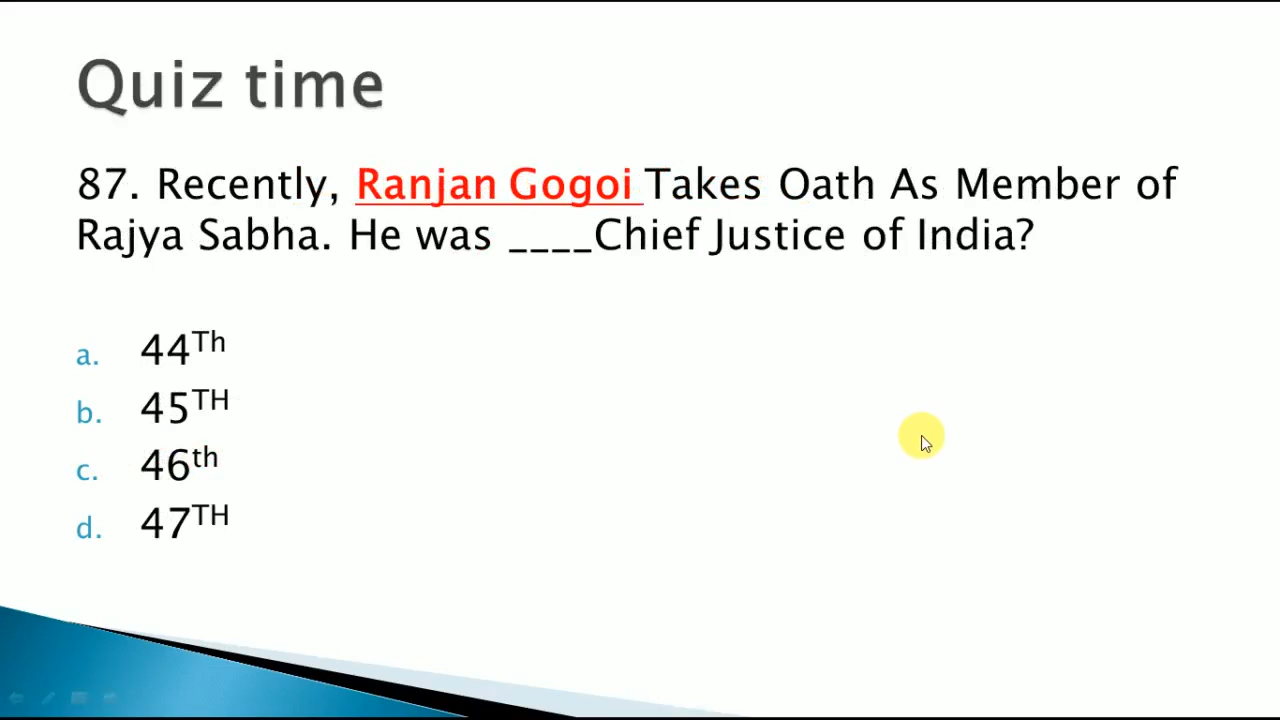 Quiz time
87. Recently, Ranjan Gogoi Takes Oath As Member of
Rajya Sabha. He was ____Chief Justice of India?
a. 44Th
b. 45TH
c. 46th
d. 47TH